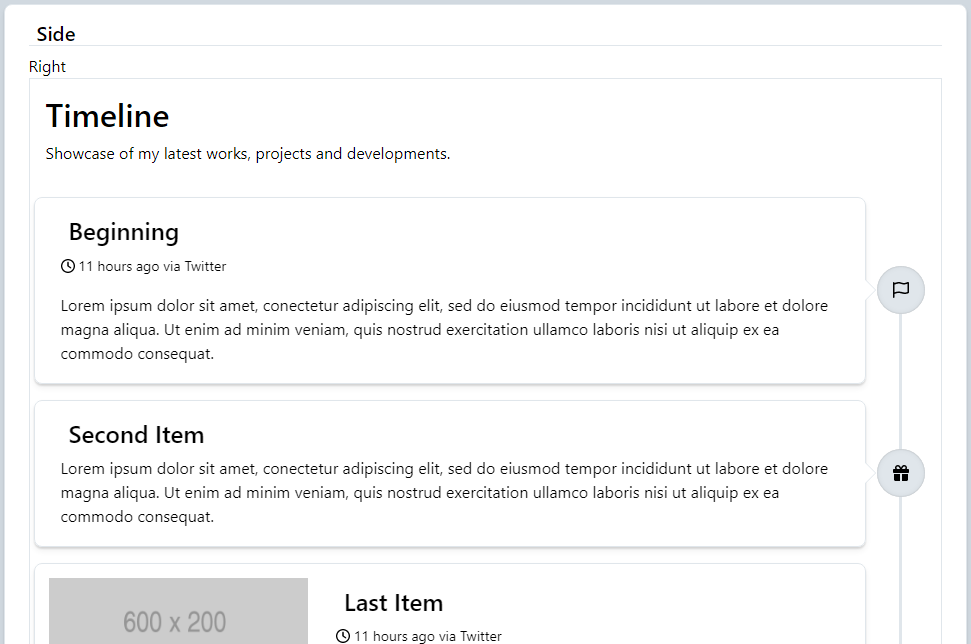 Side
Right
Timeline
Showcase of my latest works, projects and developments.
Beginning
11 hours ago via Twitter
Lorem ipsum dolor sit amet, conectetur adipiscing elit, sed do eiusmod tempor incididunt ut labore et dolore
magna aliqua. Ut enim ad minim veniam, quis nostrud exercitation ullamco laboris nisi ut aliquip ex ea
commodo consequat.
Second Item
Lorem ipsum dolor sit amet, conectetur adipiscing elit, sed do eiusmod tempor incididunt ut labore et dolore
magna aliqua. Ut enim ad minim veniam, quis nostrud exercitation ullamco laboris nisi ut aliquip ex ea
commodo consequat.
600 x 200
Last Item
11 hours ago via Twitter